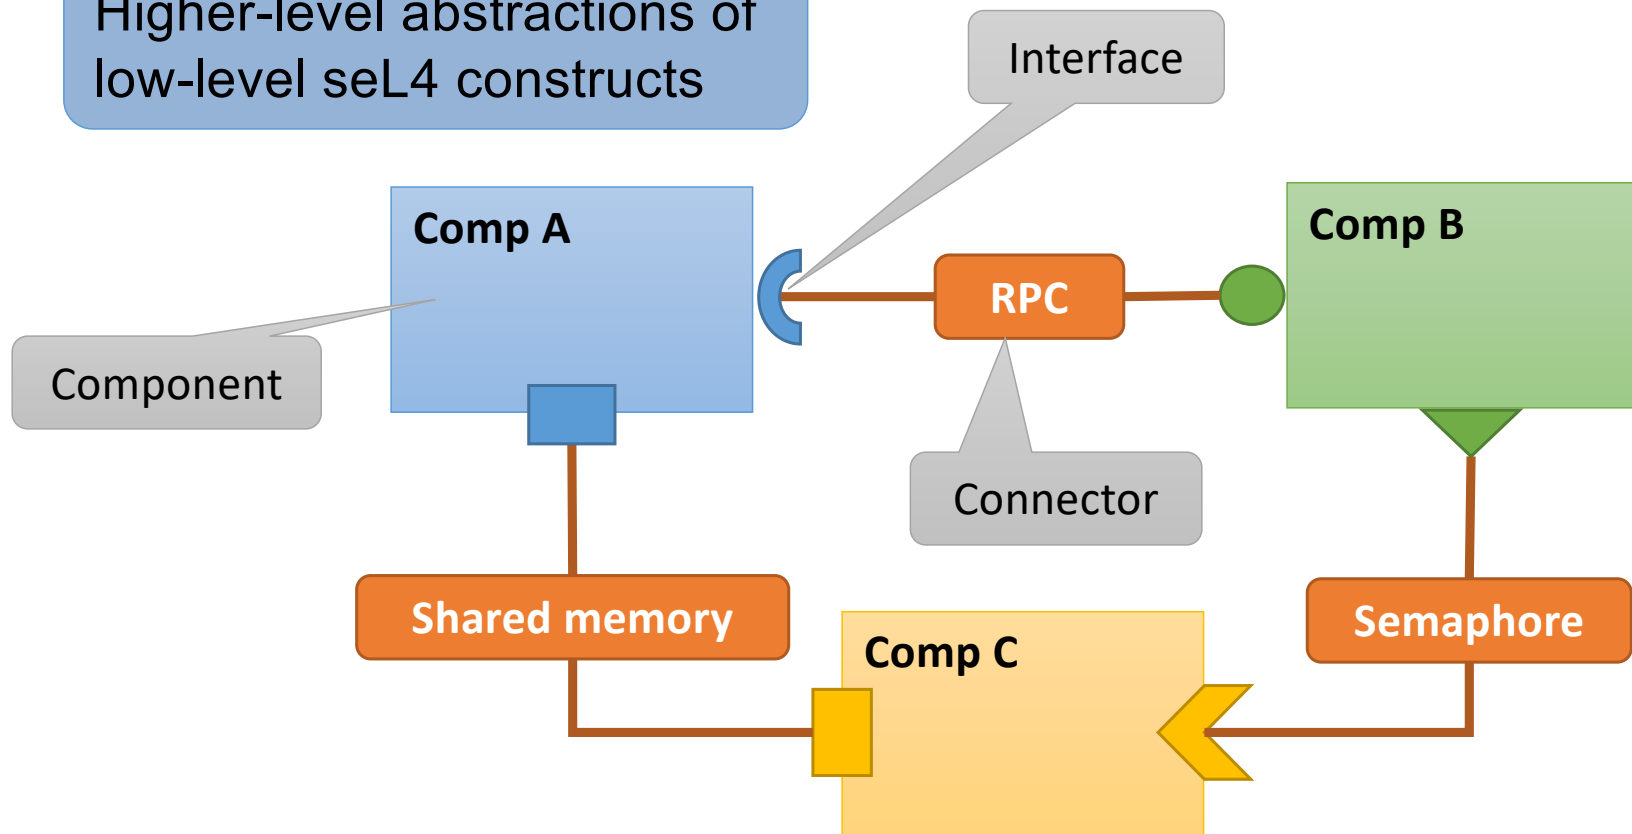 Higher-level abstractions of
low-level seL4 constructs
Interface
Comp A
Comp B
RPC
Component
Connector
Shared memory
Semaphore
Comp C